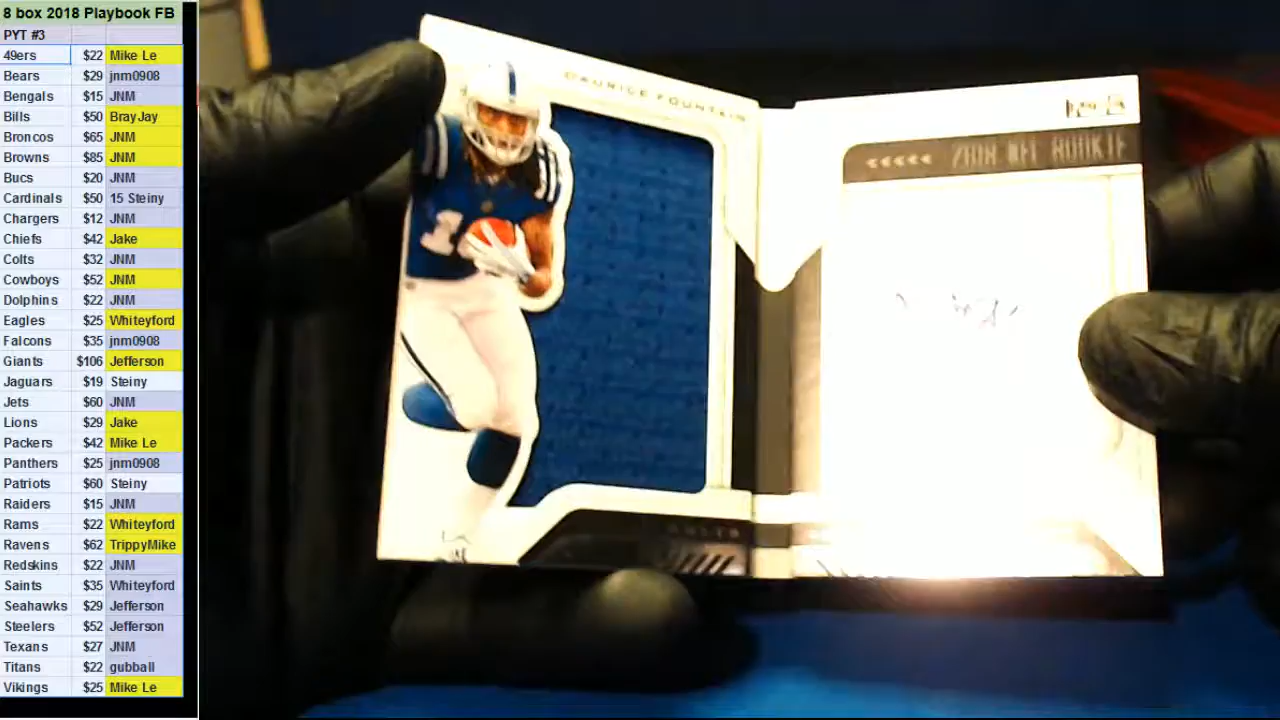 8 box 2018 Playbook FB
PYT #3
49ers $22 Mike Le
Bears $29 jnm0908
Bengals $15 JNM
Bills $50 BrayJay
Broncos $65 JNM
Browns $85 JNM
Bucs $20 JNM
Cardinals $50 15 Steiny
Chargers $12 JNM
Chiefs $42 Jake
Colts $32 JNM
Cowboys $52 JNM
Dolphins $22 JNM
Eagles $25 Whiteyford
Falcons $35 jnm0908
Giants $106 Jefferson
Jaguars $19 Steiny
Jets $60 JNM
Lions $29 Jake
Packers $42 Mike Le
Panthers $25 jnm0908
Patriots $60 Steiny
Raiders $15 JNM
Rams $22 Whiteyford
Ravens $62 TrippyMike
Redskins $22 JNM
Saints $35 Whiteyford
Seahawks $29 Jefferson
Steelers $52 Jefferson
Texans $27 JNM
Titans $22 gubball
Vikings $25 Mike Le
DAURICE FOUNTAIN
2018 NFL ROOKIE
1